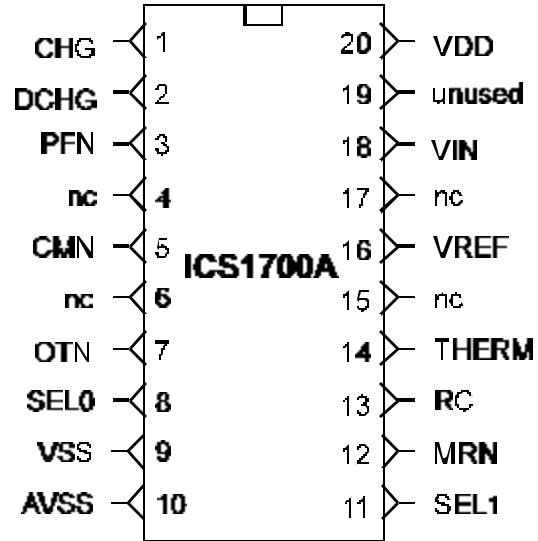 CHG 1 20 VDD
DCHG 2 19 unused
PFN 3 18 VIN
nc 4 17 nc
CMN 5 16 VREF
ICS1700A
nc 6 15 nc
OTN 7 14 THERM
SEL0 8 13 RC
VSS 9 12 MRN
AVSS 10 11 SEL1